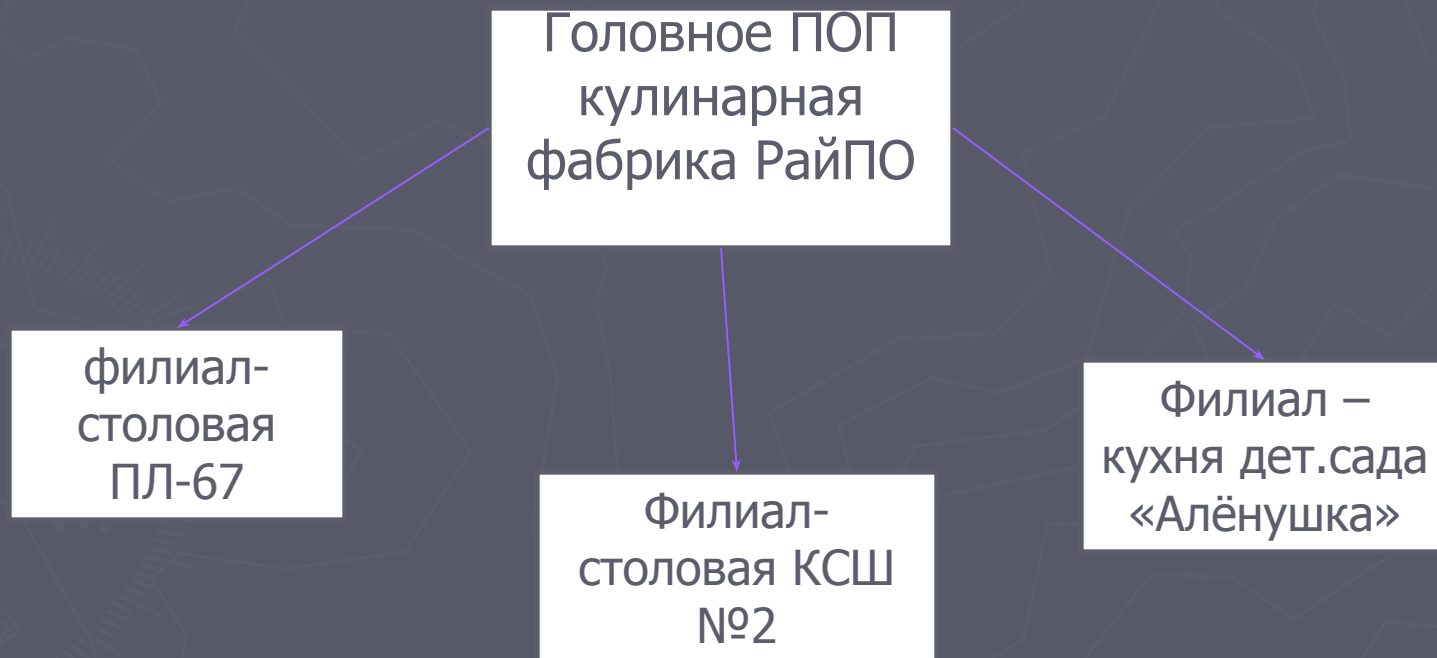 Головное ПОП
кулинарная
фабрика РайПО
филиал-
столовая
ПЛ-67
Филиал-
столовая КСШ
№2
Филиал –
кухня дет.сада
«Алёнушка»